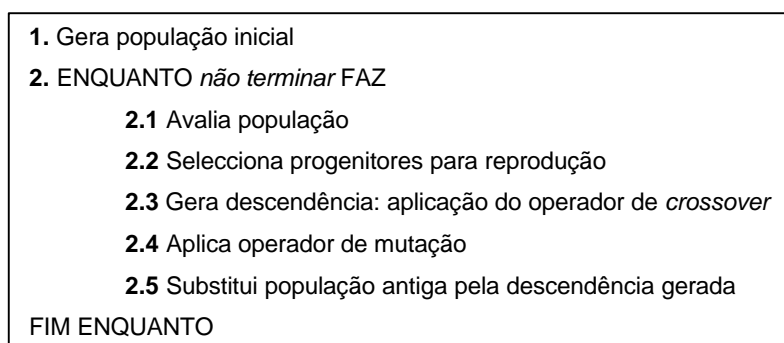 1. Gera população inicial
2. ENQUANTO não terminar FAZ
2.1 Avalia população
2.2 Selecciona progenitores para reprodução
2.3 Gera descendência: aplicação do operador de crossover
2.4 Aplica operador de mutação
2.5 Substitui população antiga pela descendência gerada
FIM ENQUANTO